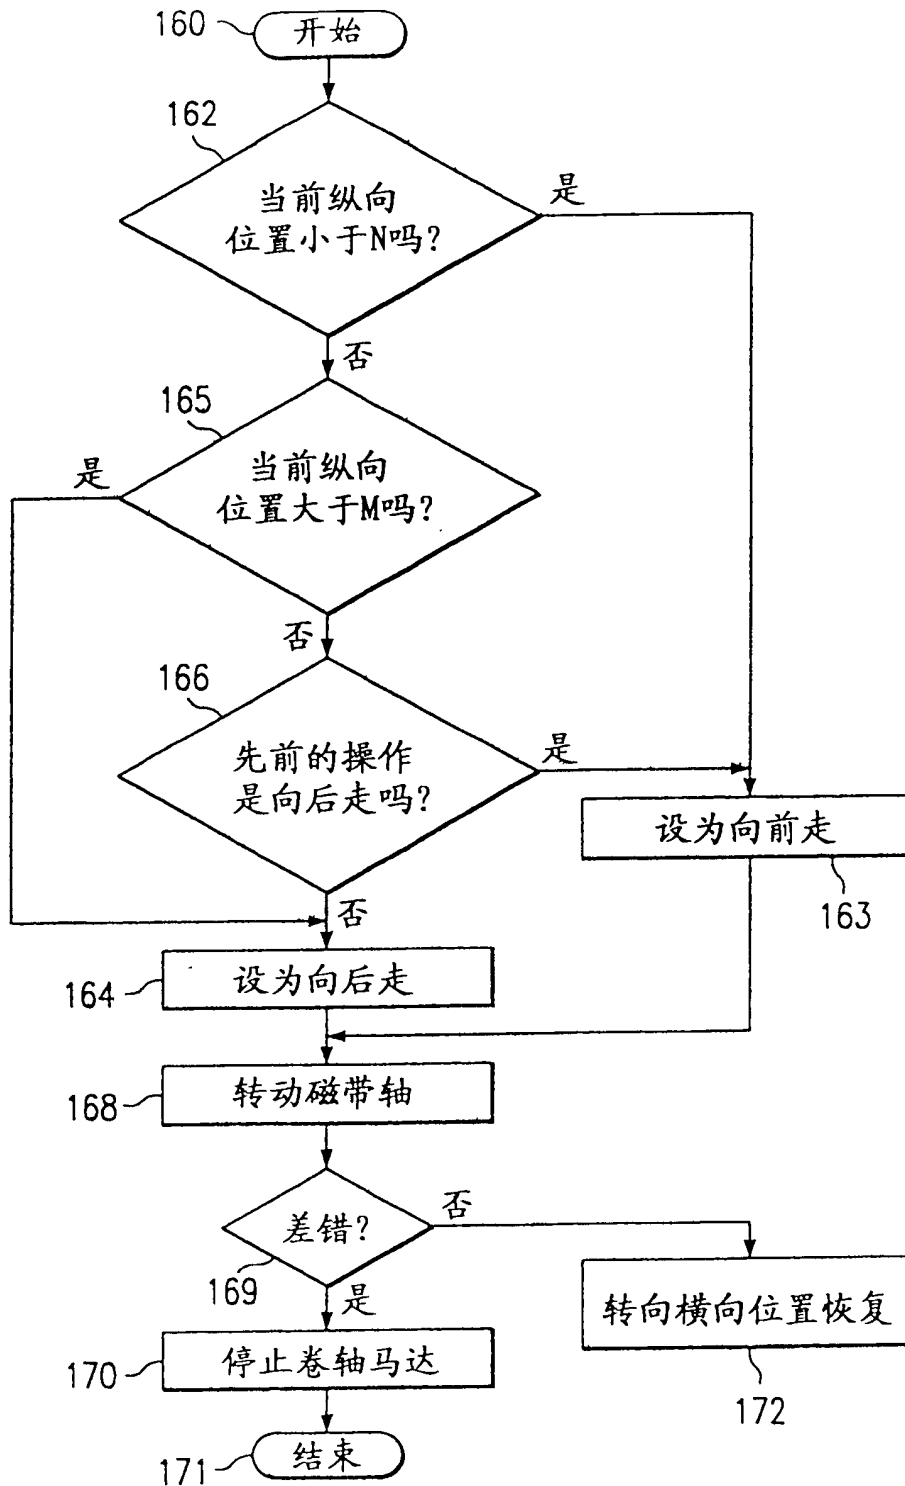 160
开始
162
当前纵向
位置小于N吗?
是
否
165
是
当前纵向
位置大于M吗?
否
166
先前的操作
是向后走吗?
是
设为向前走
163
否
164
设为向后走
168
转动磁带轴
差错?
否
169
是
转向横向位置恢复
170
停止卷轴马达
172
171
结束